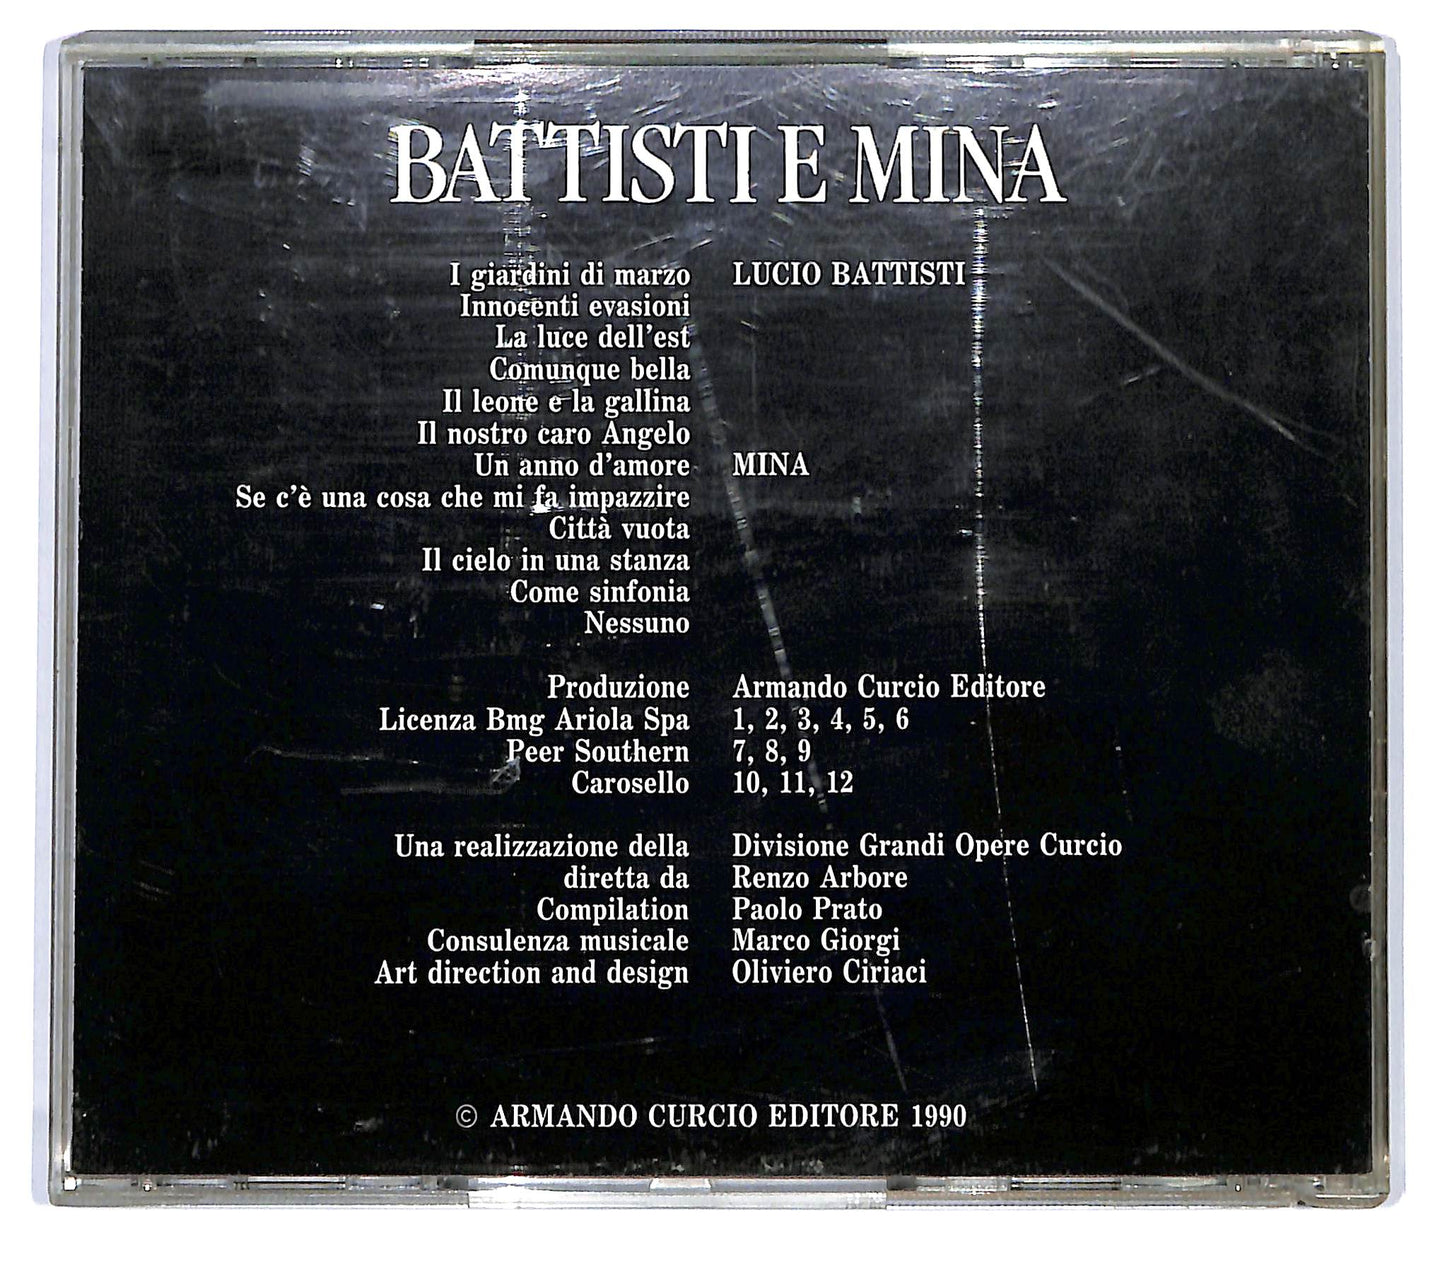 BATTISTI E MINA
I giardini di marzo LUCIO BATTISTI
Innocenti evasioni
La luce dell'est
Comunque bella
Il leone e la gallina
Il nostro caro Angelo
Un anno d'amore MINA
Se c'è una cosa che mi fa impazzire
Città vuota
Il cielo in una stanza
Come sinfonia
Nessuno
Produzione Armando Curcio Editore
Licenza Bmg Ariola Spa 1, 2, 3, 4, 5, 6
Peer Southern 7, 8, 9
Carosello 10, 11, 12
Una realizzazione della Divisione Grandi Opere Curcio
diretta da Renzo Arbore
Compilation Paolo Prato
Consulenza musicale Marco Giorgi
Art direction and design Oliviero Ciriaci
© ARMANDO CURCIO EDITORE 1990